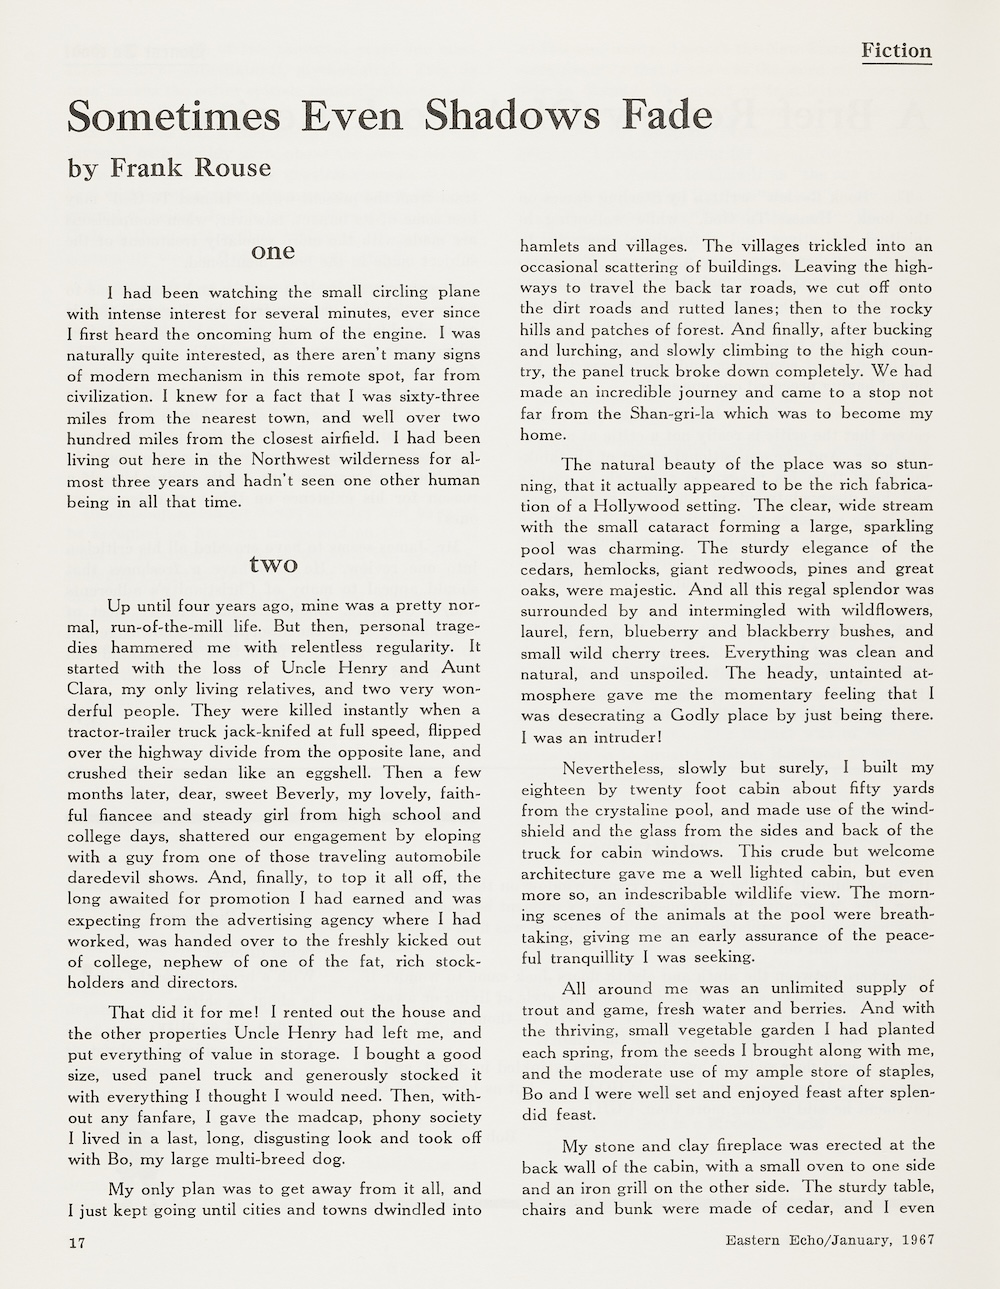 Fiction
Sometimes Even Shadows Fade
by Frank Rouse
one
I had been watching the small circling plane
with intense interest for several minutes, ever since
I first heard the oncoming hum of the engine. I was
naturally quite interested, as there aren't many signs
of modern mechanism in this remote spot, far from
civilization. I knew for a fact that I was sixty-three
miles from the nearest town, and well over two
hundred miles from the closest airfield. I had been
living out here in the Northwest wilderness for al-
most three years and hadn't seen one other human
being in all that time.
two
Up until four years ago, mine was a pretty nor-
mal, run-of-the-mill life. But then, personal trage-
dies hammered me with relentless regularity. It
started with the loss of Uncle Henry and Aunt
Clara, my only living relatives, and two very won-
derful people. They were killed instantly when a
tractor-trailer truck jack-knifed at full speed, flipped
over the highway divide from the opposite lane, and
crushed their sedan like an eggshell. Then a few
months later, dear, sweet Beverly, my lovely, faith-
ful fiancee and steady girl from high school and
college days, shattered our engagement by eloping
with a guy from one of those traveling automobile
daredevil shows. And, finally, to top it all off, the
long awaited for promotion I had earned and was
expecting from the advertising agency where I had
worked, was handed over to the freshly kicked out
of college, nephew of one of the fat, rich stock-
holders and directors.
That did it for me! I rented out the house and
the other properties Uncle Henry had left me, and
put everything of value in storage. I bought a good
size, used panel truck and generously stocked it
with everything I thought I would need. Then, with-
out any fanfare, I gave the madcap, phony society
I lived in a last, long, disgusting look and took off
with Bo, my large multi-breed dog.
My only plan was to get away from it all, and
I just kept going until cities and towns dwindled into
hamlets and villages. The villages trickled into an
occasional scattering of buildings. Leaving the high-
ways to travel the back tar roads, we cut off onto
the dirt roads and rutted lanes; then to the rocky
hills and patches of forest. And finally, after bucking
and lurching, and slowly climbing to the high coun-
try, the panel truck broke down completely. We had
made an incredible journey and came to a stop not
far from the Shan-gri-la which was to become my
home.
The natural beauty of the place was so stun-
ning, that it actually appeared to be the rich fabrica-
tion of a Hollywood setting. The clear, wide stream
with the small cataract forming a large, sparkling
pool was charming. The sturdy elegance of the
cedars, hemlocks, giant redwoods, pines and great
oaks, were majestic. And all this regal splendor was
surrounded by and intermingled with wildflowers,
laurel, fern, blueberry and blackberry bushes, and
small wild cherry trees. Everything was clean and
natural, and unspoiled. The heady, untainted at-
mosphere gave me the momentary feeling that I
was desecrating a Godly place by just being there.
I was an intruder!
Nevertheless, slowly but surely, I built my
eighteen by twenty foot cabin about fifty yards
from the crystaline pool, and made use of the wind-
shield and the glass from the sides and back of the
truck for cabin windows. This crude but welcome
architecture gave me a well lighted cabin, but even
more so, an indescribable wildlife view. The morn-
ing scenes of the animals at the pool were breath-
taking, giving me an early assurance of the peace-
ful tranquillity I was seeking.
All around me was an unlimited supply of
trout and game, fresh water and berries. And with
the thriving, small vegetable garden I had planted
each spring, from the seeds I brought along with me,
and the moderate use of my ample store of staples,
Bo and I were well set and enjoyed feast after splen-
did feast.
My stone and clay fireplace was erected at the
back wall of the cabin, with a small oven to one side
and an iron grill on the other side. The sturdy table,
chairs and bunk were made of cedar, and I even
17
Eastern Echo/January, 1967